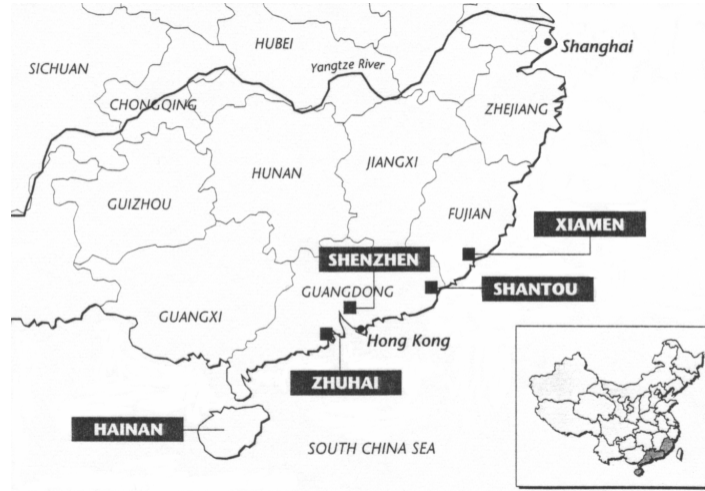 HUBEI
Shanghai
SICHUAN
Yangtze River
CHONGQING
ZHEJIANG
HUNAN
JIANGXI
GUIZHOU
FUJIAN
XIAMEN
SHENZHEN
SHANTOU
GUANGDONG
GUANGXI
Hong Kong
ZHUHAI
HAINAN
SOUTH CHINA SEA